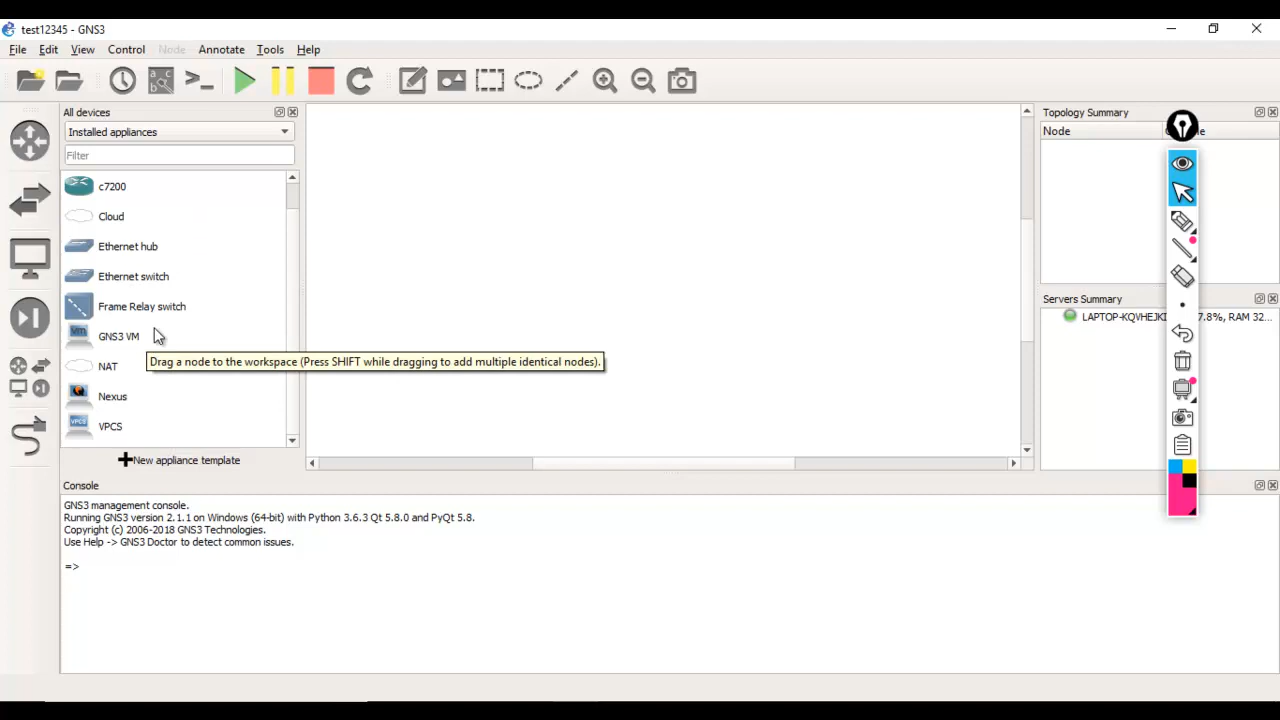 test12345 - GNS3
File Edit View Control Node Annotate Tools Help
All devices
Installed appliances
Filter
c7200
Cloud
Ethernet hub
Ethernet switch
Frame Relay switch
GNS3 VM
Drag a node to the workspace (Press SHIFT while dragging to add multiple identical nodes).
NAT
Nexus
VPCS
New appliance template
Topology Summary
Node
Servers Summary
LAPTOP-KQVHEJKI 7.8%, RAM 32...
Console
GNS3 management console.
Running GNS3 version 2.1.1 on Windows (64-bit) with Python 3.6.3 Qt 5.8.0 and PyQt 5.8.
Copyright (c) 2006-2018 GNS3 Technologies.
Use Help -> GNS3 Doctor to detect common issues.
=>